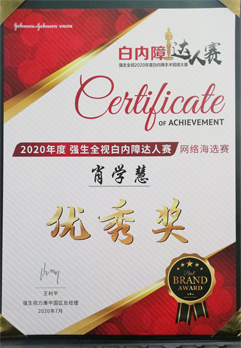 Johnson & Johnson VISION
白内障达人赛
强生全视2020年度白内障手术视频大赛
Certificate
OF ACHIEVEMENT
2020年度 强生全视白内障达人赛 网络海选赛
肖学慧
优秀奖
Best
BRAND
AWARD
王利平
强生视力康中国区总经理
2020年7月